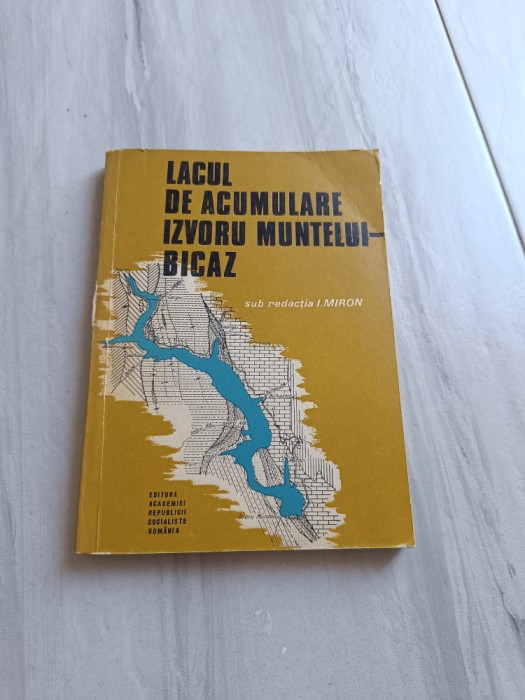 LACUL
DE ACUMULARE
IZVORU MUNTELUI-
BICAZ
sub redacția I.MIRON
EDITURA
ACADEMIEI
REPUBLICII
SOCIALISTE
ROMÂNIA